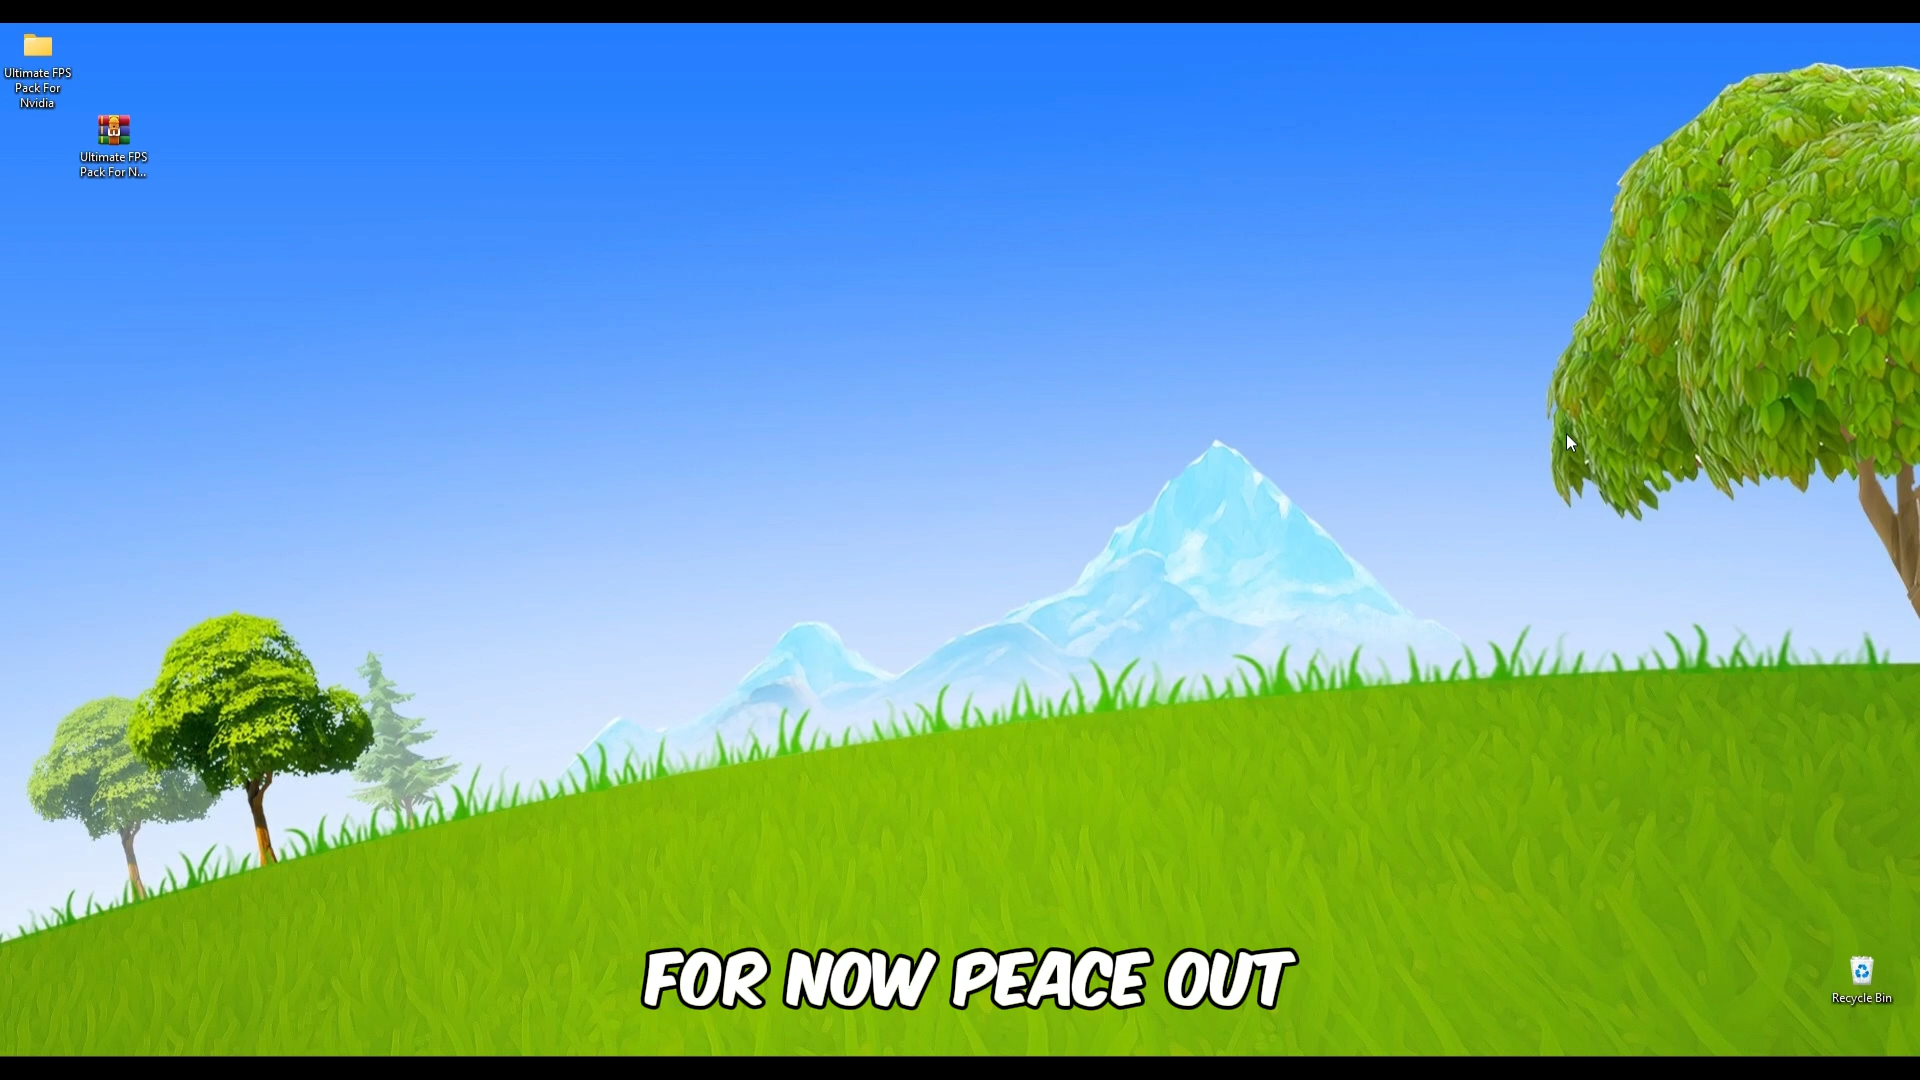 Ultimate FPS
Pack For
Nvidia
Ultimate FPS
Pack For N...
FOR NOW PEACE OUT
Recycle Bin